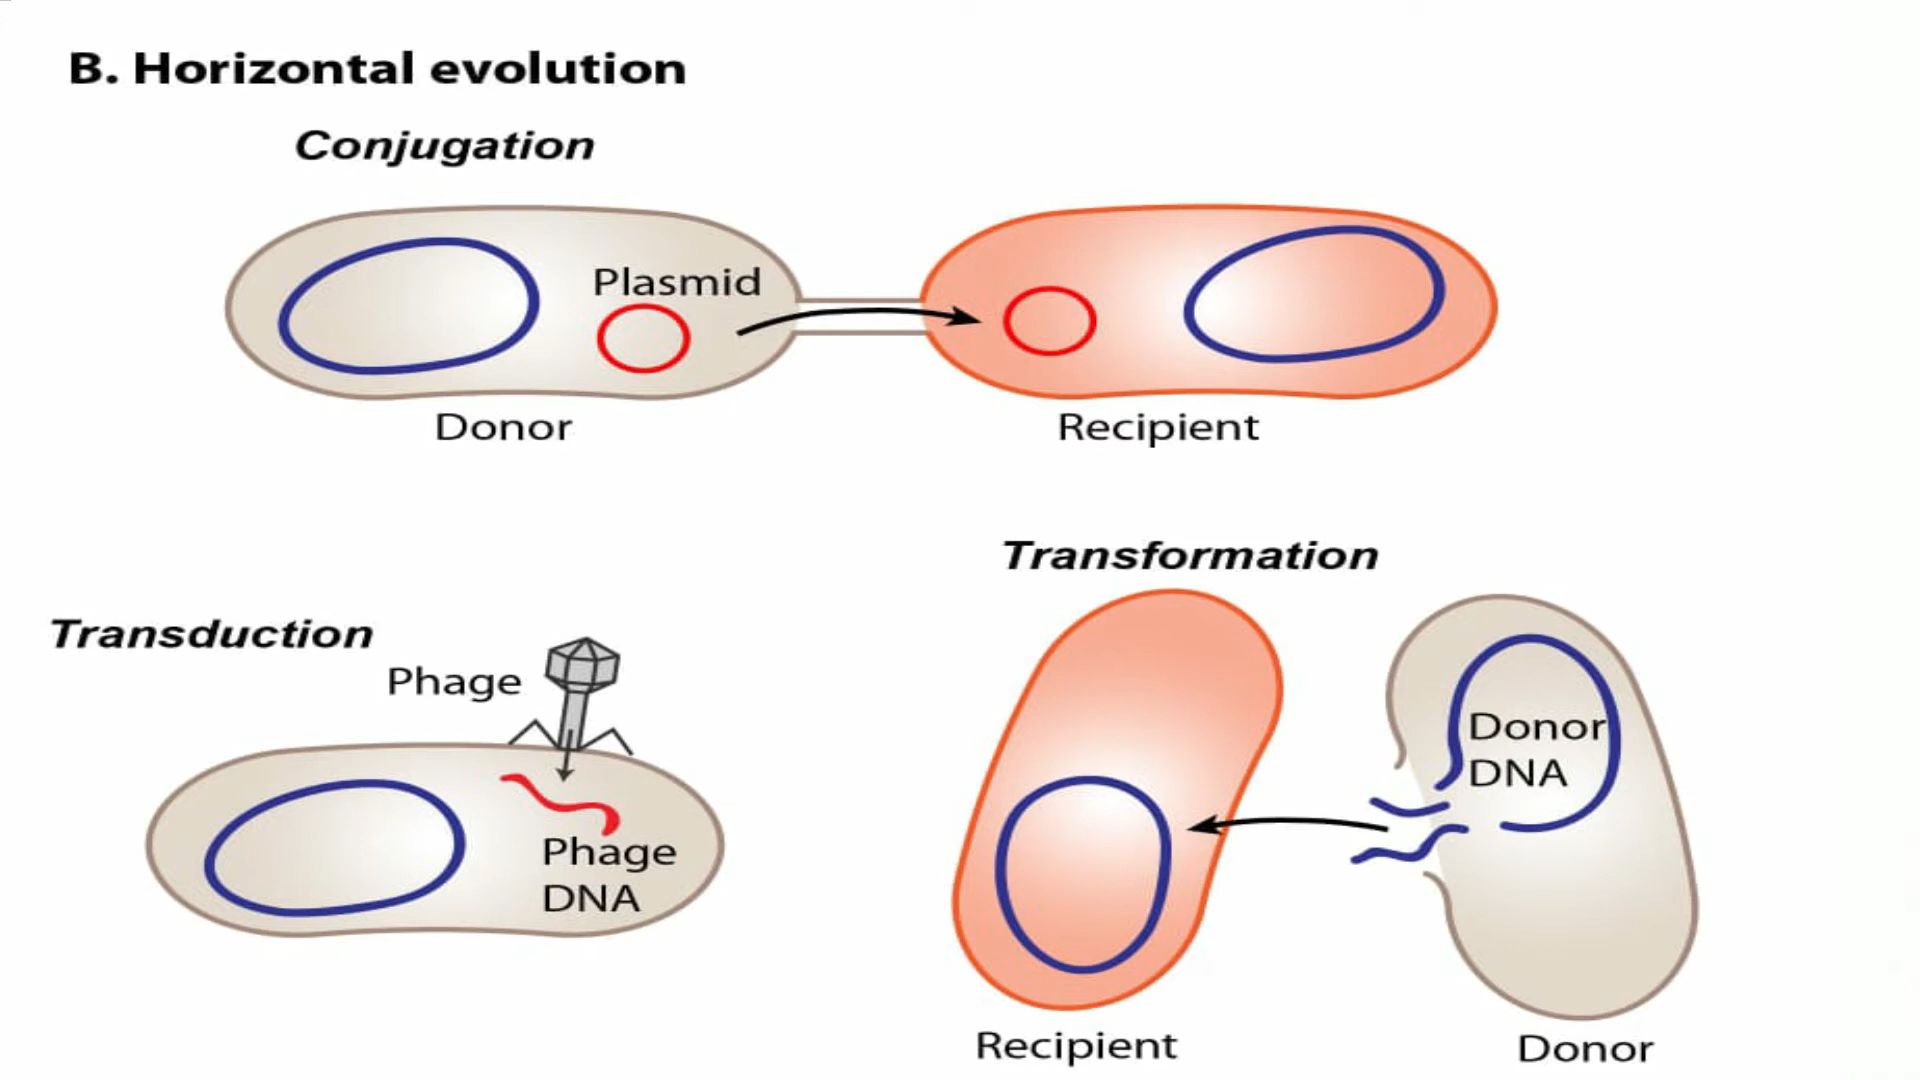 B. Horizontal evolution
Conjugation
Plasmid
Donor
Recipient
Transduction
Phage
Phage
DNA
Transformation
Donor
DNA
Recipient
Donor